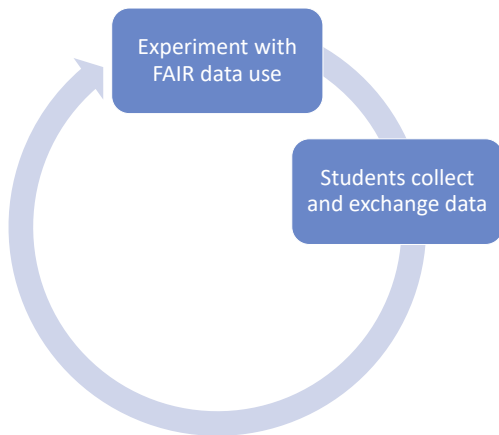 Experiment with
FAIR data use
Students collect
and exchange data